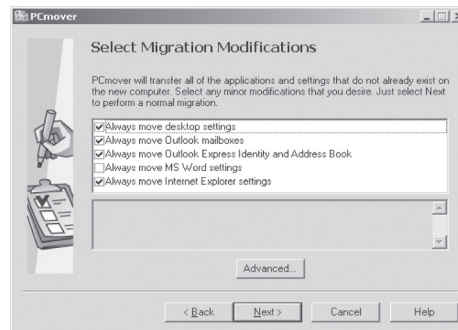 PCmover
Select Migration Modifications
PCmover will transfer all of the applications and settings that do not already exist on
the new computer. Select any minor modifications that you desire. Just select Next
to perform a normal migration.
Always move desktop settings
Always move Outlook mailboxes
Always move Outlook Express Identity and Address Book
Always move MS Word settings
Always move Internet Explorer settings
Advanced...
< Back Next > Cancel Help